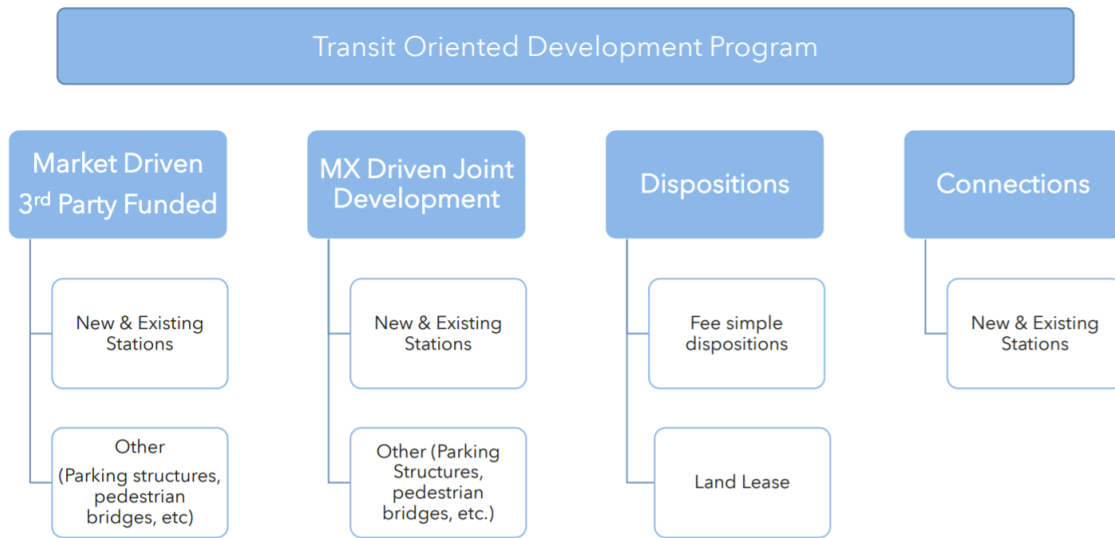 Transit Oriented Development Program
Market Driven
3rd Party Funded
New & Existing
Stations
Other
(Parking structures,
pedestrian
bridges, etc)
MX Driven Joint
Development
New & Existing
Stations
Other (Parking
Structures,
pedestrian
bridges, etc.)
Dispositions
Fee simple
dispositions
Land Lease
Connections
New & Existing
Stations